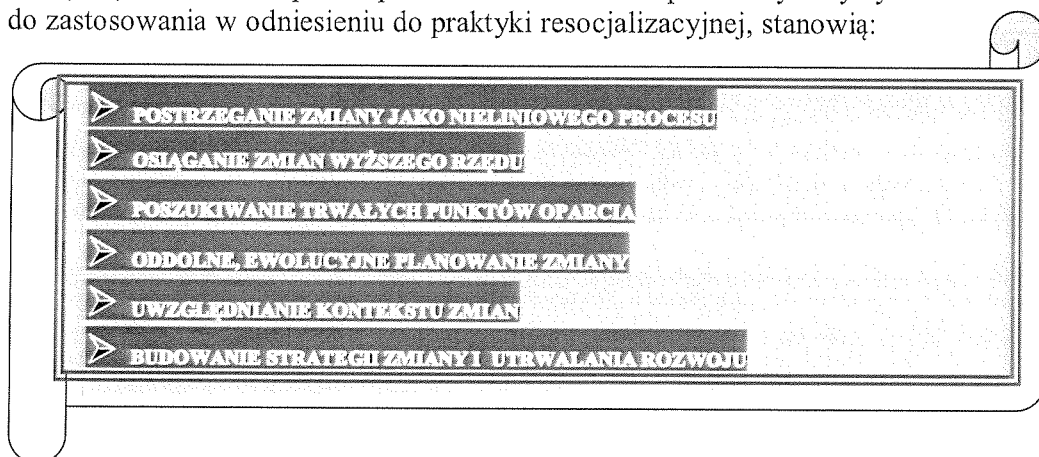 do zastosowania w odniesieniu do praktyki resocjalizacyjnej, stanowią:
POSTRZEGANIE ZMIANY JAKO NIELINIOWEGO PROCESU
OSIĄGANIE ZMIAN WYŻSZEGO RZĘDU
POSZUKIWANIE TRWAŁYCH PUNKTÓW OPARCIA
ODDOLNE, EWOLUCYJNE PLANOWANIE ZMIANY
UWZGLĘDNIANIE KONTEKSTU ZMIAN
BUDOWANIE STRATEGII ZMIANY I UTRWALANIA ROZWOJU